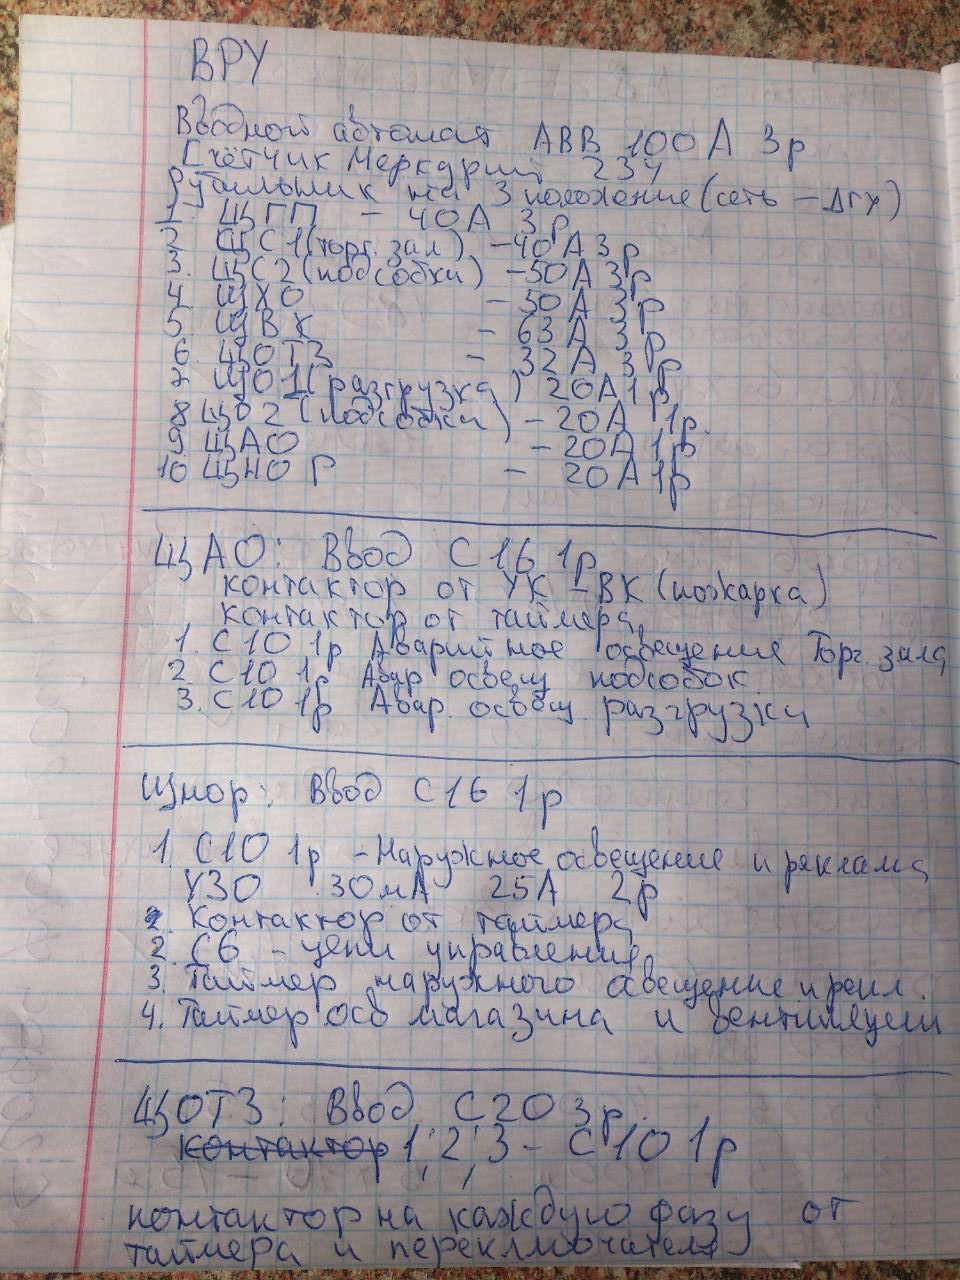 ВРУ
Вводной автомат АВВ 100А 3р
Счётчик Меркурий 234
Рубильник на 3 положение (сеть – ДГУ)
1. ЩГП – 40А 3р
2 ЩС1(торг. зал) – 40А 3р
3. ЩС2 (подсобки) – 50А 3р
4 ЩХО – 50А 3р
5. ЩВК – 63А 3р
6. ЩОТЗ – 32А 3р
7 ЩО1(разгрузка) 20А 1р
8 ЩО2 (подсобки) – 20А 1р.
9 ЩАО – 20А 1р
10 ЩНОР – 20А 1р
ЩАО: Ввод С16 1р
контактор от УК – ВК (пожарка)
контактор от таймера
1. С10 1р Аварийное освещение Торг. зала
2 С10 1р Авар освещ подсобок.
3. С10 1р Авар. освещ. разгрузки
Щнор: Ввод С16 1р
1. С10 1р – Наружное освещение и реклама
УЗО 30мА 25А 2р
Контактор от таймера
2. С6 – цепи управления
3. Таймер наружного освещение и рекл.
4. Таймер осв магазина и вентиляции
ЩОТЗ: Ввод С20 3р.
контактор 1, 2, 3 – С10 1р
контактор на каждую фазу от
таймера и переключателя